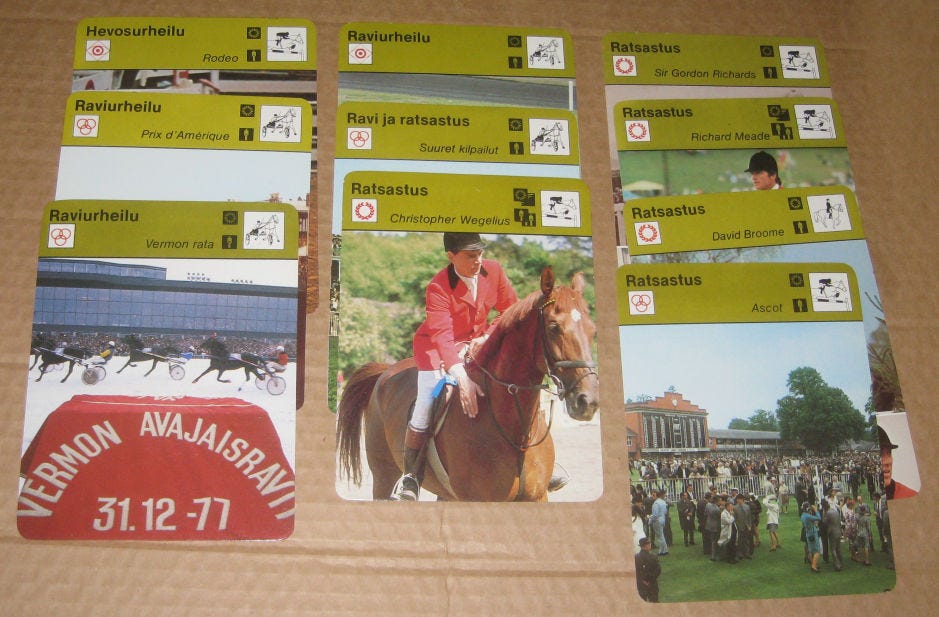 Hevosurheilu
Rodeo
Raviurheilu
Prix d'Amérique
Raviurheilu
Vermon rata
VERMON AVAJAISRAVIT
31.12 -77
Raviurheilu
Ravi ja ratsastus
Suuret kilpailut
Ratsastus
Christopher Wegelius
Ratsastus
Sir Gordon Richards
Ratsastus
Richard Meade
Ratsastus
David Broome
Ratsastus
Ascot